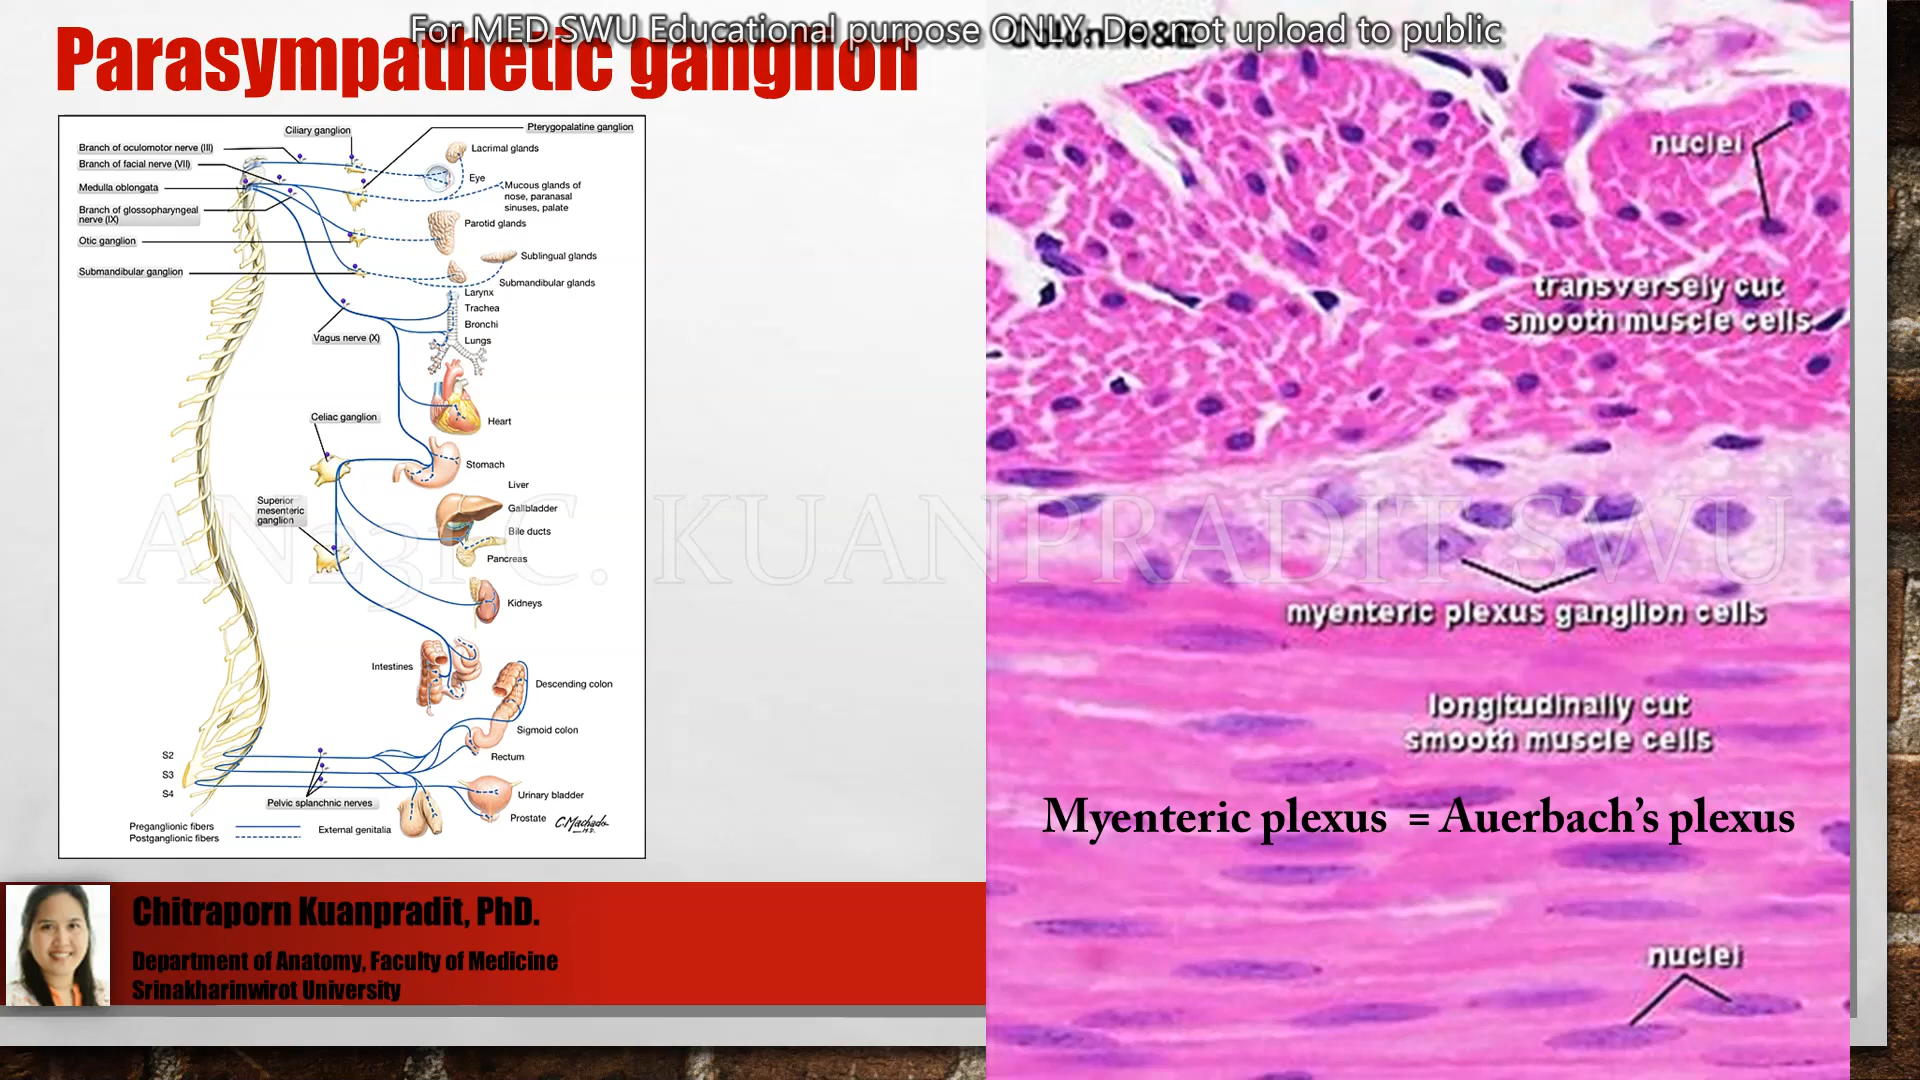 For MED SWU Educational purpose ONLY. Do not upload to public
Parasympathetic ganglion
Colon H&E
Ciliary ganglion
Pterygopalatine ganglion
Branch of oculomotor nerve (III)
Branch of facial nerve (VII)
Medulla oblongata
Branch of glossopharyngeal
nerve (IX)
Otic ganglion
Submandibular ganglion
Lacrimal glands
Eye
Mucous glands of
nose, paranasal
sinuses, palate
Parotid glands
Sublingual glands
Submandibular glands
Larynx
Trachea
Bronchi
Lungs
Vagus nerve (X)
Heart
Celiac ganglion
Stomach
Liver
Superior
mesenteric
ganglion
Gallbladder
Bile ducts
Pancreas
Kidneys
Intestines
Descending colon
Sigmoid colon
Rectum
S2
S3
S4
Pelvic splanchnic nerves
Urinary bladder
Prostate
External genitalia
Preganglionic fibers
Postganglionic fibers
C.Machado
M.D.
nuclei
transversely cut
smooth muscle cells
AN231 C. KUANPRADIT SWU
myenteric plexus ganglion cells
longitudinally cut
smooth muscle cells
Myenteric plexus = Auerbach’s plexus
nuclei
Chitraporn Kuanpradit, PhD.
Department of Anatomy, Faculty of Medicine
Srinakharinwirot University